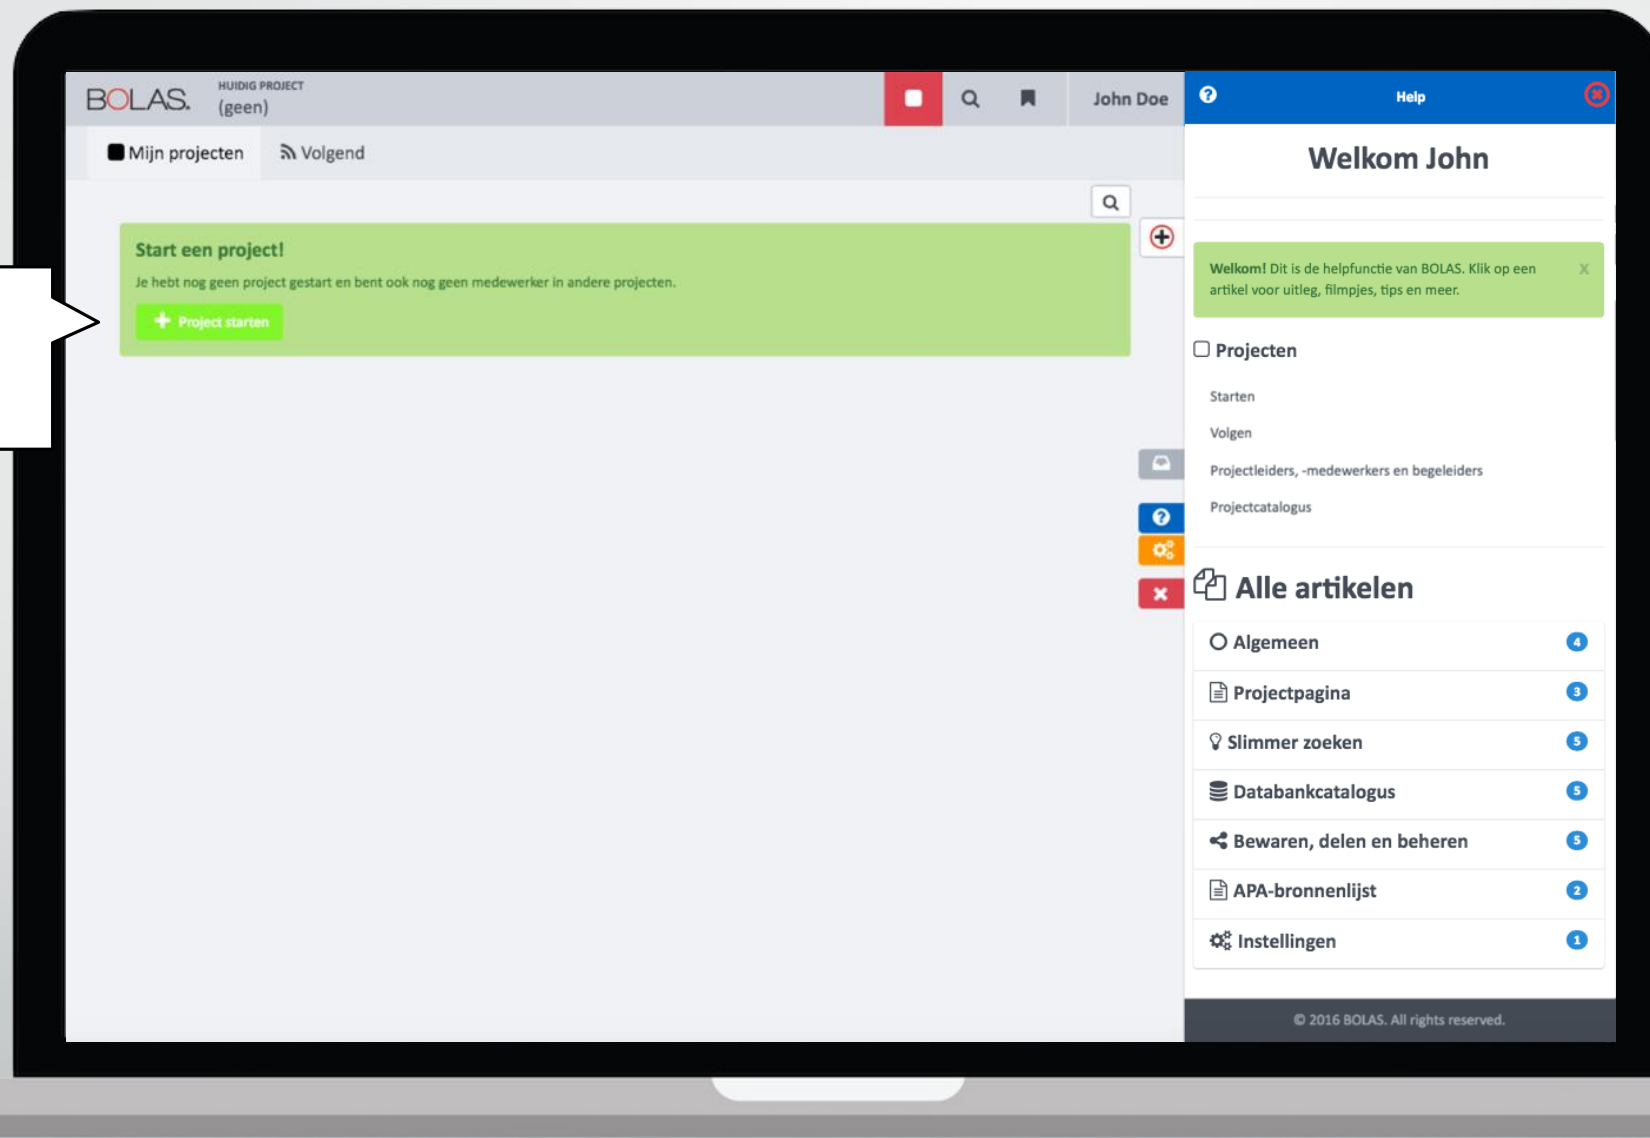 BOLAS.
HUIDIG PROJECT
(geen)
John Doe
Mijn projecten
Volgend
Start een project!
Je hebt nog geen project gestart en bent ook nog geen medewerker in andere projecten.
Project starten
Help
Welkom John
Welkom! Dit is de helpfunctie van BOLAS. Klik op een
artikel voor uitleg, filmpjes, tips en meer.
X
Projecten
Starten
Volgen
Projectleiders, -medewerkers en begeleiders
Projectcatalogus
Alle artikelen
Algemeen 4
Projectpagina 3
Slimmer zoeken 5
Databankcatalogus 5
Bewaren, delen en beheren 5
APA-bronnenlijst 2
Instellingen 1
© 2016 BOLAS. All rights reserved.